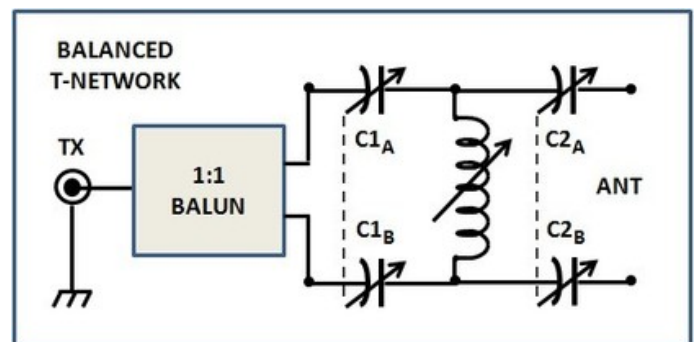 BALANCED
T-NETWORK
TX
1:1
BALUN
C1A
C2A
ANT
C1B
C2B